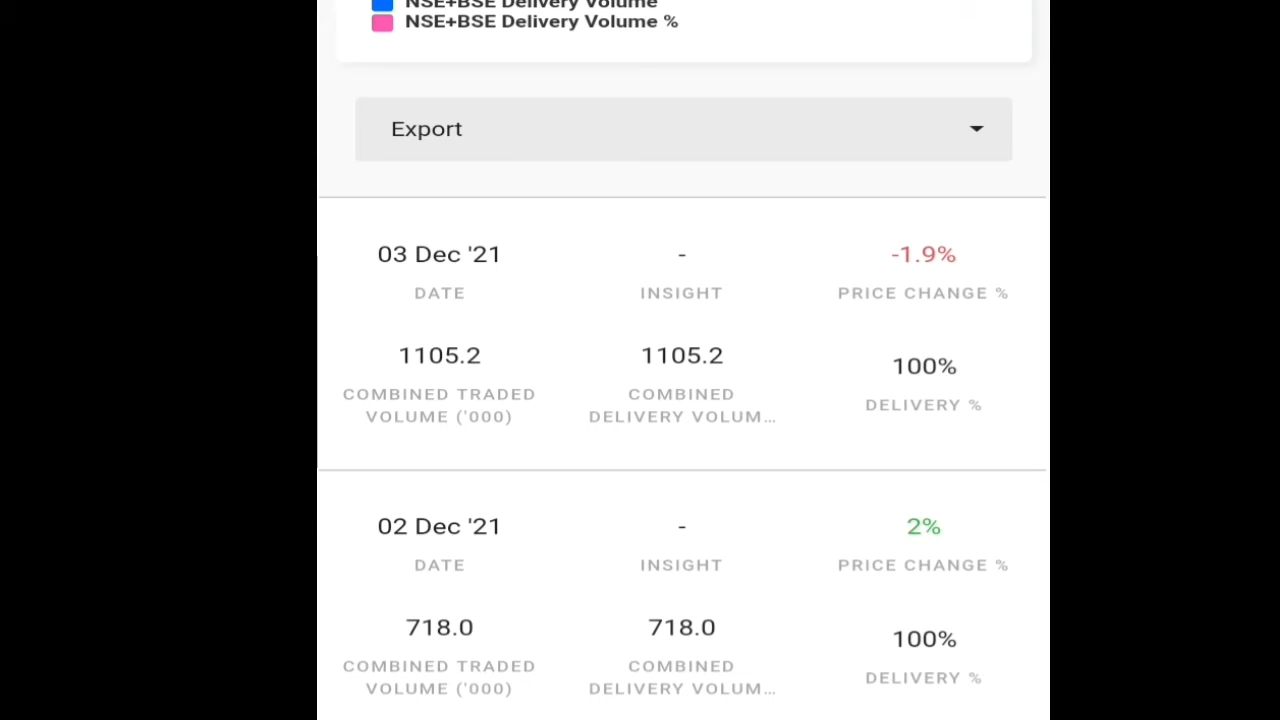 NSE+BSE Delivery Volume
NSE+BSE Delivery Volume %
Export
03 Dec '21
-
-1.9%
DATE
INSIGHT
PRICE CHANGE %
1105.2
1105.2
100%
COMBINED TRADED
VOLUME ('000)
COMBINED
DELIVERY VOLUM...
DELIVERY %
02 Dec '21
-
2%
DATE
INSIGHT
PRICE CHANGE %
718.0
718.0
100%
COMBINED TRADED
VOLUME ('000)
COMBINED
DELIVERY VOLUM...
DELIVERY %